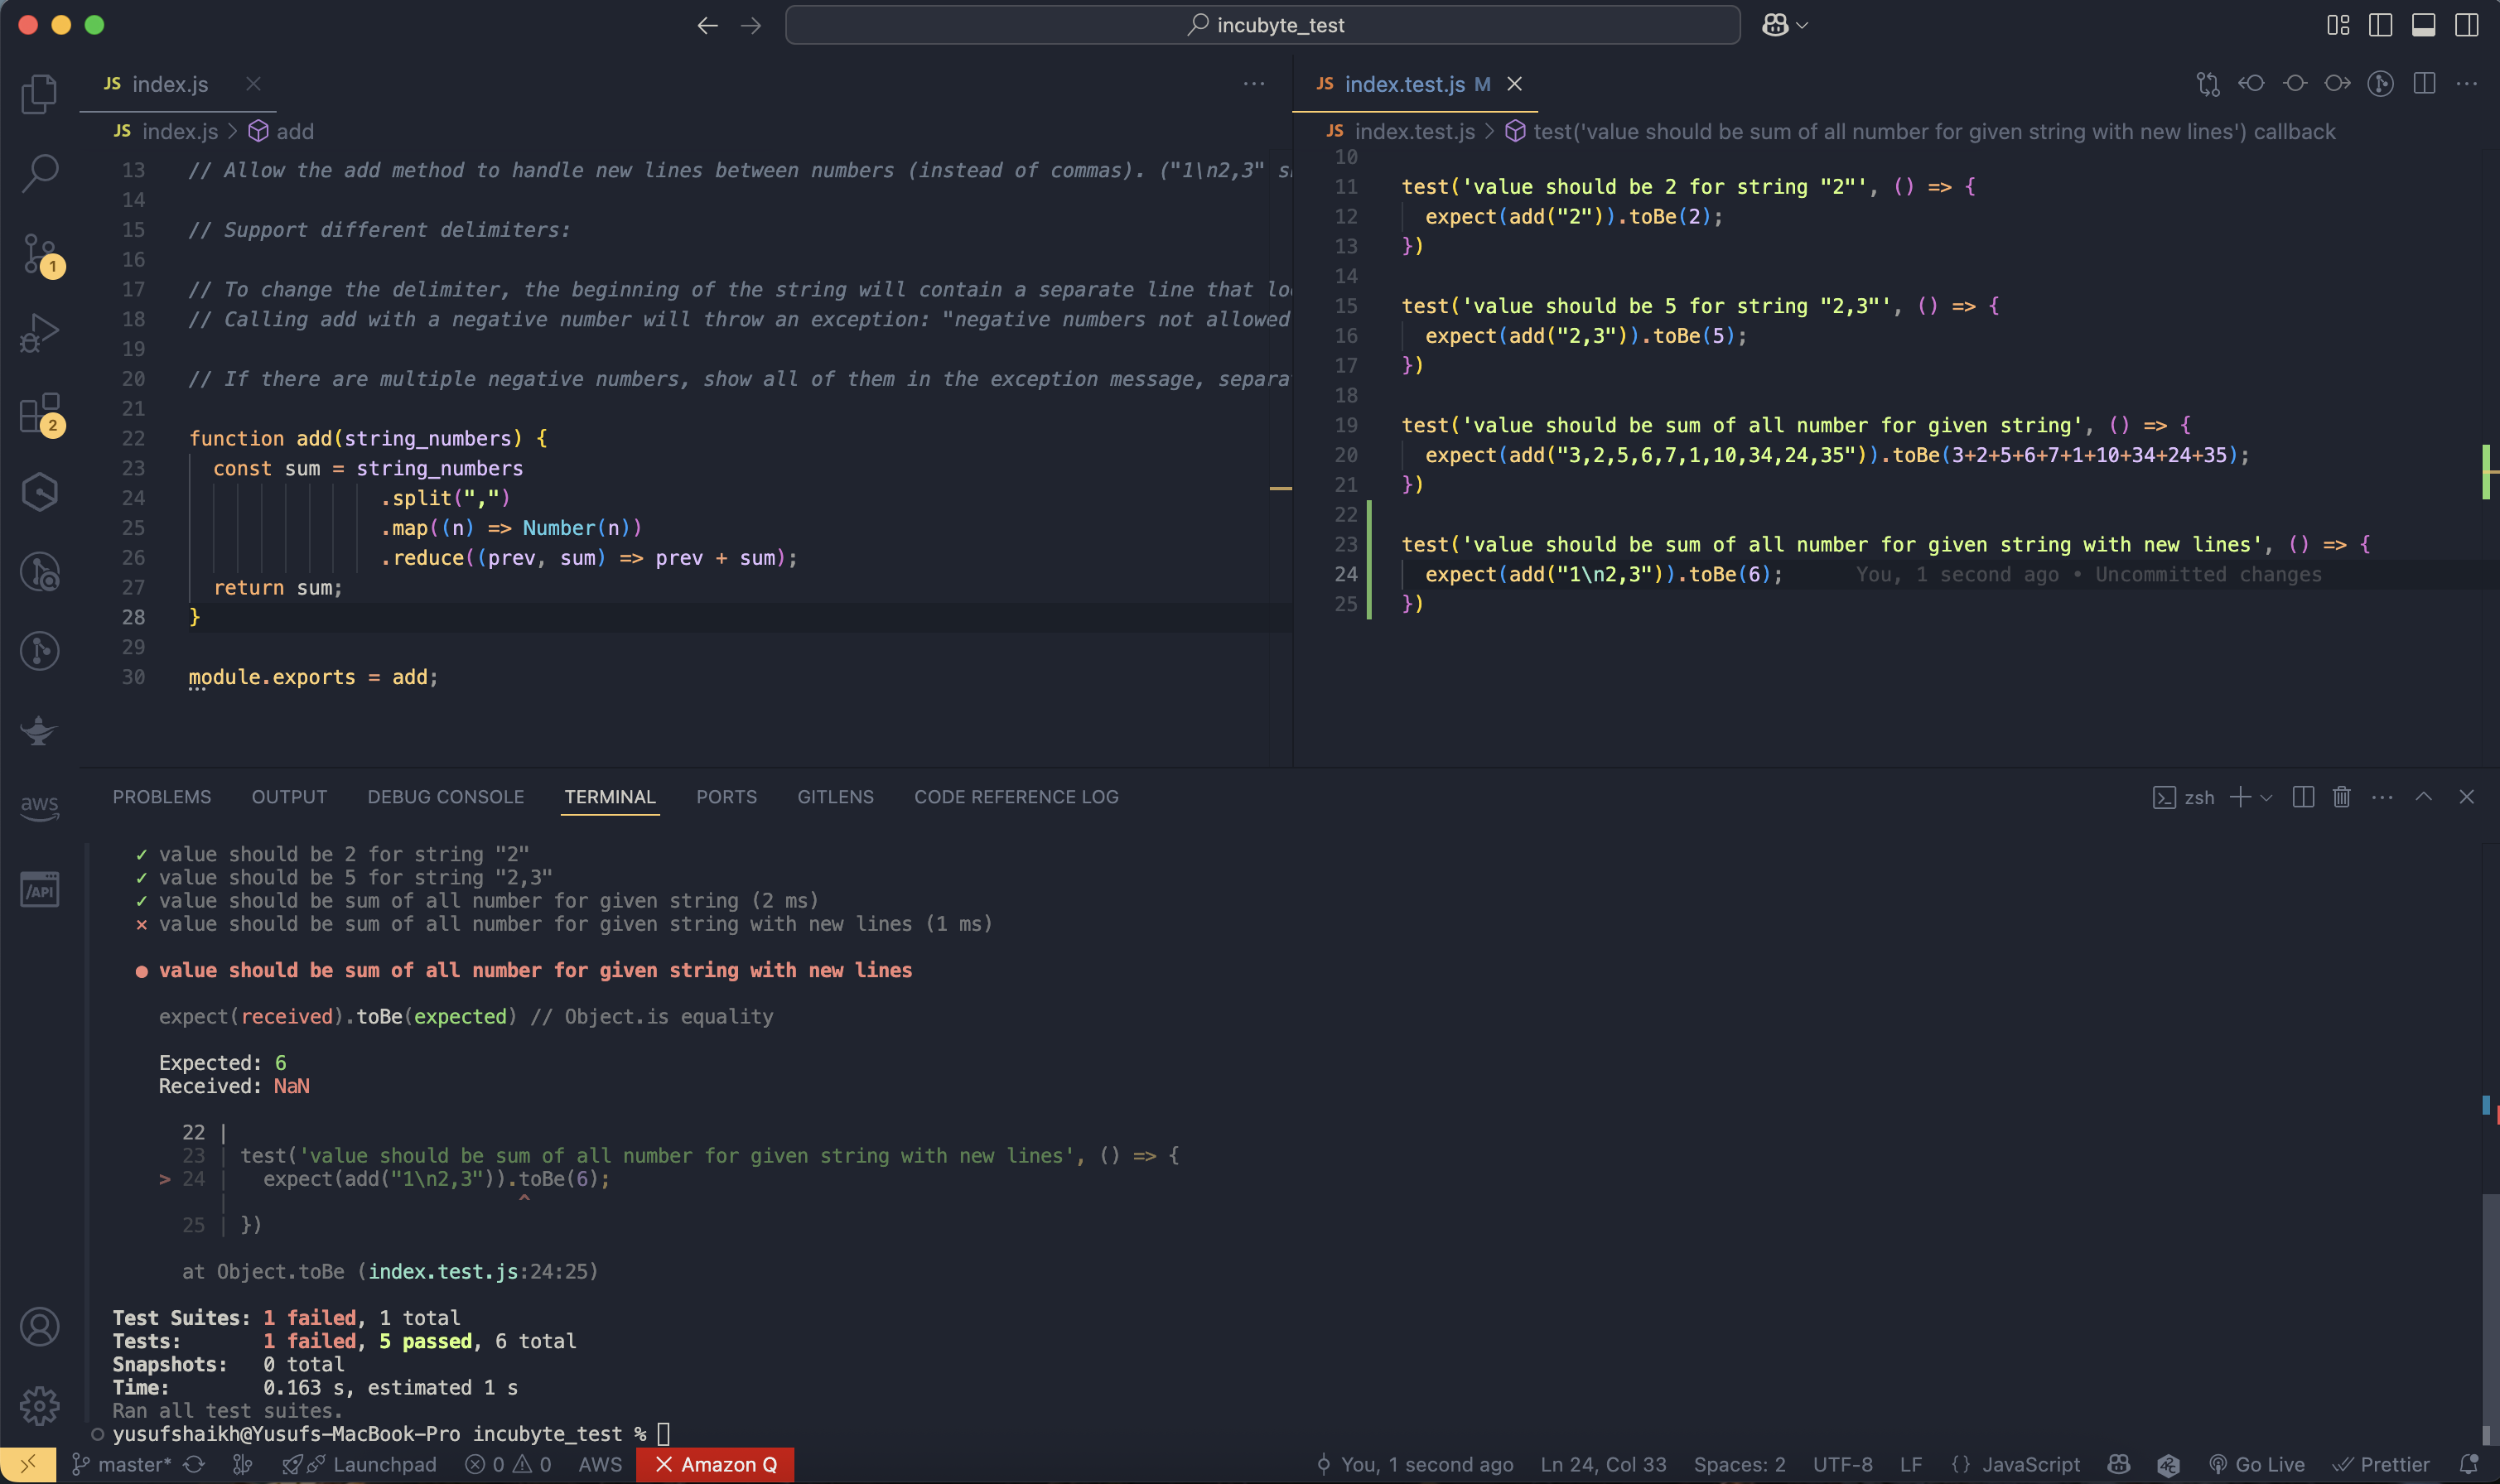 incubyte_test
JS index.js
JS index.js > add
13 // Allow the add method to handle new lines between numbers (instead of commas). ("1\n2,3"
14
15 // Support different delimiters:
16
17 // To change the delimiter, the beginning of the string will contain a separate line that
18 // Calling add with a negative number will throw an exception: "negative numbers not allowed
19
20 // If there are multiple negative numbers, show all of them in the exception message,
21
22 function add(string_numbers) {
23 const sum = string_numbers
24 .split(",")
25 .map((n) => Number(n))
26 .reduce((prev, sum) => prev + sum);
27 return sum;
28 }
29
30 module.exports = add;
JS index.test.js M
JS index.test.js > test('value should be sum of all number for given string with new lines') callback
10
11 test('value should be 2 for string "2"', () => {
12 expect(add("2")).toBe(2);
13 })
14
15 test('value should be 5 for string "2,3"', () => {
16 expect(add("2,3")).toBe(5);
17 })
18
19 test('value should be sum of all number for given string', () => {
20 expect(add("3,2,5,6,7,1,10,34,24,35")).toBe(3+2+5+6+7+1+10+34+24+35);
21 })
22
23 test('value should be sum of all number for given string with new lines', () => {
24 expect(add("1\n2,3")).toBe(6); You, 1 second ago • Uncommitted changes
25 })
1
2
aws
/API
PROBLEMS OUTPUT DEBUG CONSOLE TERMINAL PORTS GITLENS CODE REFERENCE LOG
zsh
✓ value should be 2 for string "2"
✓ value should be 5 for string "2,3"
✓ value should be sum of all number for given string (2 ms)
✕ value should be sum of all number for given string with new lines (1 ms)
● value should be sum of all number for given string with new lines
expect(received).toBe(expected) // Object.is equality
Expected: 6
Received: NaN
22 |
23 | test('value should be sum of all number for given string with new lines', () => {
> 24 | expect(add("1\n2,3")).toBe(6);
| ^
25 | })
at Object.toBe (index.test.js:24:25)
Test Suites: 1 failed, 1 total
Tests: 1 failed, 5 passed, 6 total
Snapshots: 0 total
Time: 0.163 s, estimated 1 s
Ran all test suites.
yusufshaikh@Yusufs-MacBook-Pro incubyte_test %
master* Launchpad 0 0 AWS Amazon Q You, 1 second ago Ln 24, Col 33 Spaces: 2 UTF-8 LF {} JavaScript Go Live Prettier